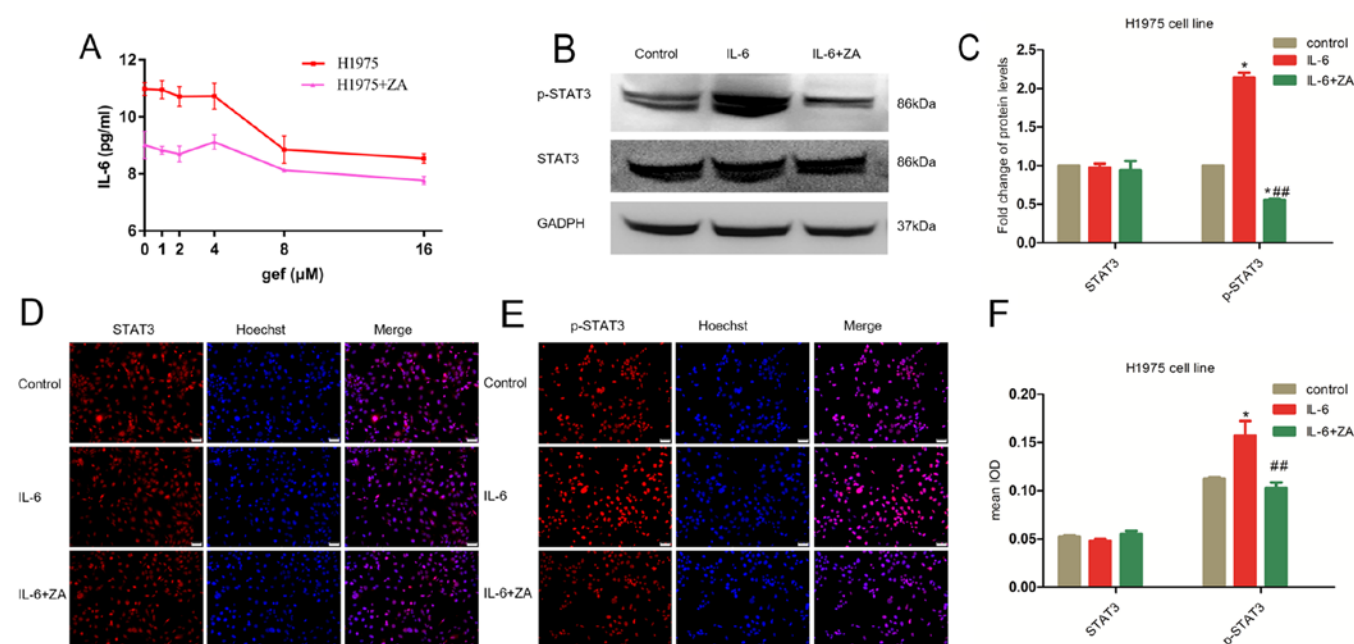 A
12
10
8
6
IL-6 (pg/ml)
H1975
H1975+ZA
0 1 2 4 8 16
gef (μM)
B
Control IL-6 IL-6+ZA
p-STAT3 86kDa
STAT3 86kDa
GADPH 37kDa
C
H1975 cell line
control
IL-6
IL-6+ZA
Fold change of protein levels
2.5
2.0
1.5
1.0
0.5
0.0
*
*##
STAT3 p-STAT3
D
STAT3 Hoechst Merge
Control
IL-6
IL-6+ZA
E
p-STAT3 Hoechst Merge
Control
IL-6
IL-6+ZA
F
H1975 cell line
control
IL-6
IL-6+ZA
mean IOD
0.20
0.15
0.10
0.05
0.00
*
##
STAT3 p-STAT3